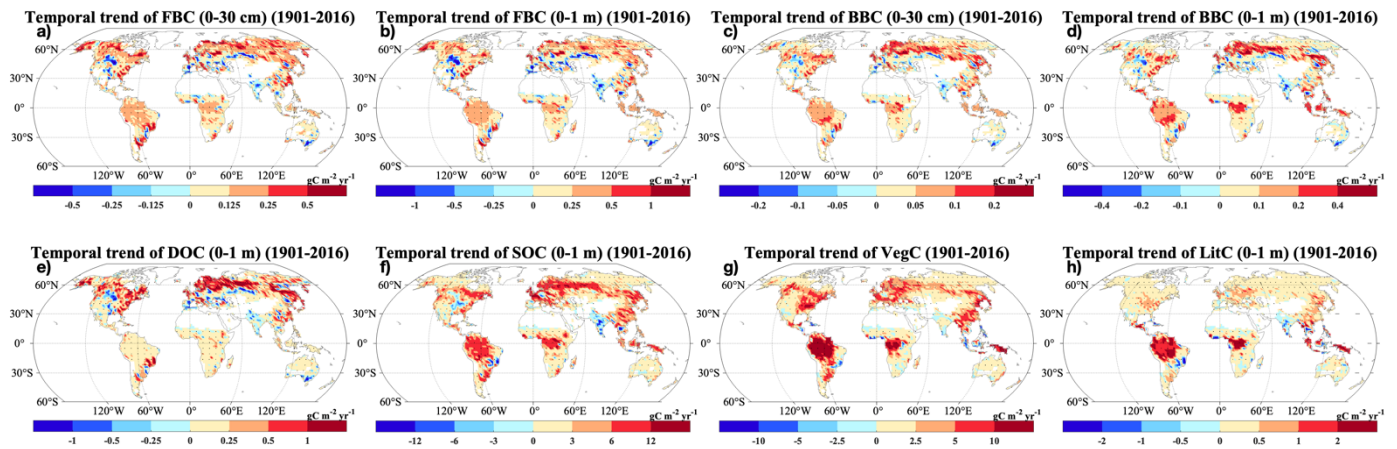 Temporal trend of FBC (0-30 cm) (1901-2016)
a)
60°N
30°N
0°
30°S
60°S
120°W 60°W 0° 60°E 120°E
gC m⁻² yr⁻¹
-0.5 -0.25 -0.125 0 0.125 0.25 0.5
Temporal trend of FBC (0-1 m) (1901-2016)
b)
60°N
30°N
0°
30°S
60°S
120°W 60°W 0° 60°E 120°E
gC m⁻² yr⁻¹
-1 -0.5 -0.25 0 0.25 0.5 1
Temporal trend of BBC (0-30 cm) (1901-2016)
c)
60°N
30°N
0°
30°S
60°S
120°W 60°W 0° 60°E 120°E
gC m⁻² yr⁻¹
-0.2 -0.1 -0.05 0 0.05 0.1 0.2
Temporal trend of BBC (0-1 m) (1901-2016)
d)
60°N
30°N
0°
30°S
60°S
120°W 60°W 0° 60°E 120°E
gC m⁻² yr⁻¹
-0.4 -0.2 -0.1 0 0.1 0.2 0.4
Temporal trend of DOC (0-1 m) (1901-2016)
e)
60°N
30°N
0°
30°S
60°S
120°W 60°W 0° 60°E 120°E
gC m⁻² yr⁻¹
-1 -0.5 -0.25 0 0.25 0.5 1
Temporal trend of SOC (0-1 m) (1901-2016)
f)
60°N
30°N
0°
30°S
60°S
120°W 60°W 0° 60°E 120°E
gC m⁻² yr⁻¹
-12 -6 -3 0 3 6 12
Temporal trend of VegC (1901-2016)
g)
60°N
30°N
0°
30°S
60°S
120°W 60°W 0° 60°E 120°E
gC m⁻² yr⁻¹
-10 -5 -2.5 0 2.5 5 10
Temporal trend of LitC (0-1 m) (1901-2016)
h)
60°N
30°N
0°
30°S
60°S
120°W 60°W 0° 60°E 120°E
gC m⁻² yr⁻¹
-2 -1 -0.5 0 0.5 1 2